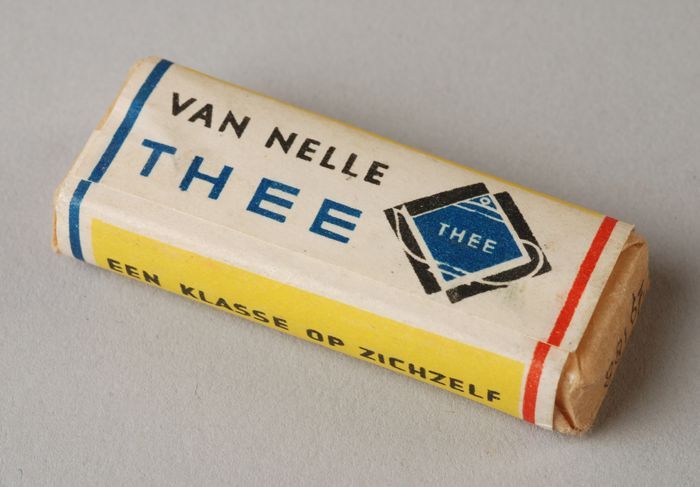 VAN NELLE
THEE
THEE
EEN KLASSE OP ZICHZELF